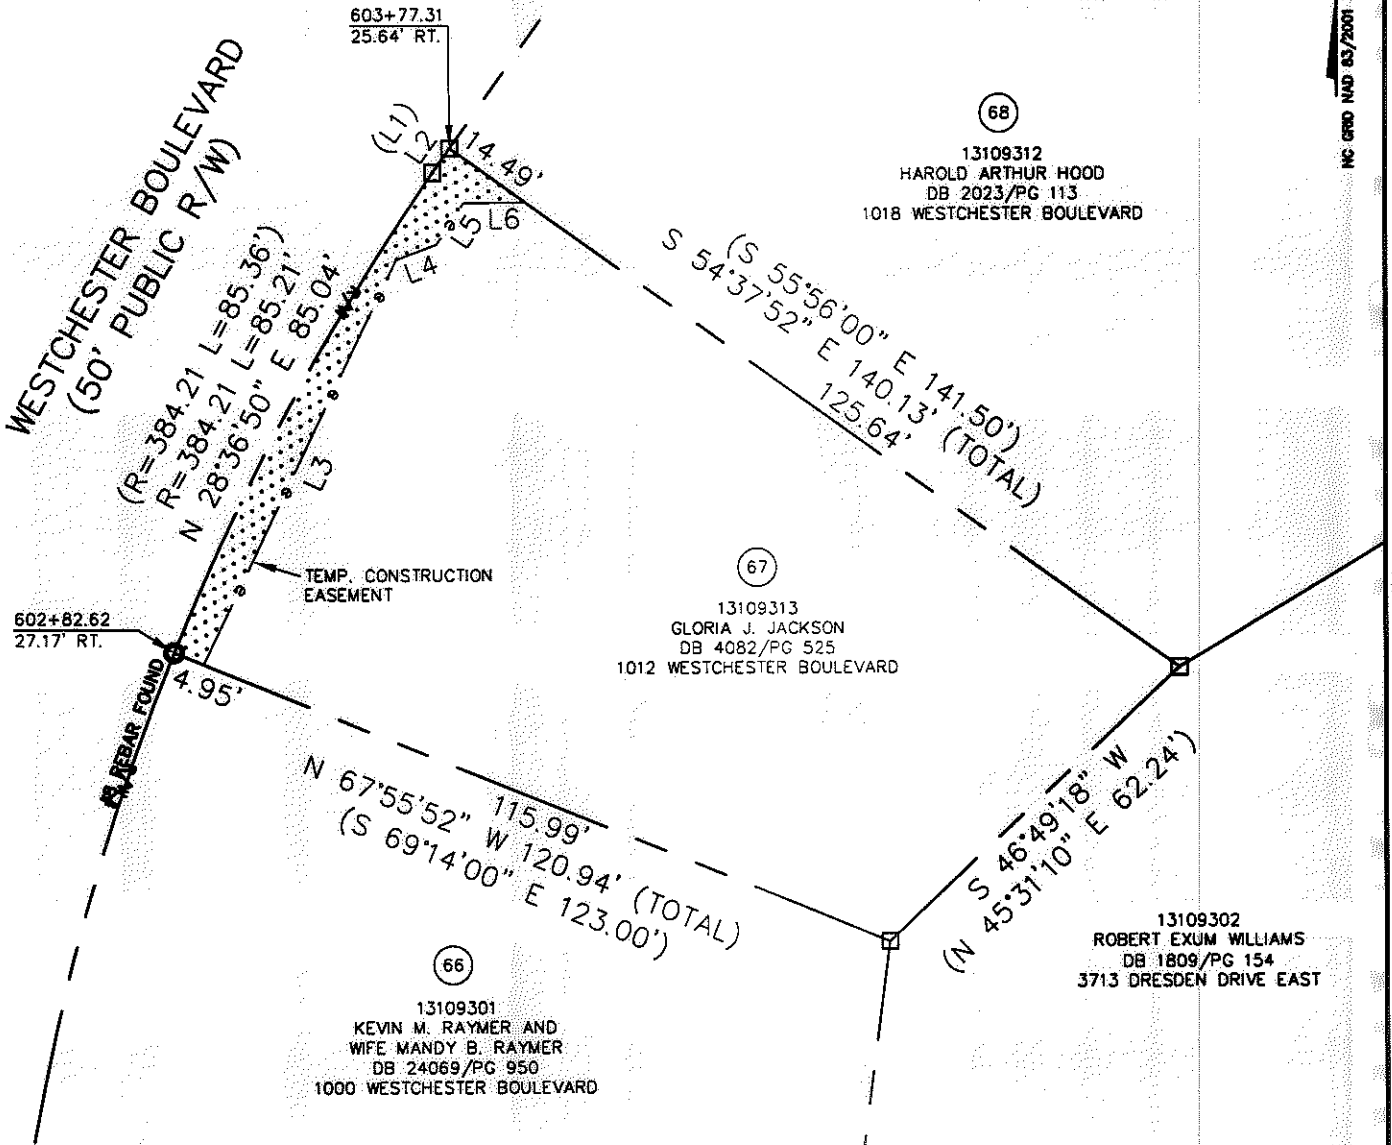 603+77.31
25.64' RT.
NC GRID NAD 83/2001
WESTCHESTER BOULEVARD
(50' PUBLIC R/W)
(L1)
L2
14.49'
L6
L5
L4
L3
68
13109312
HAROLD ARTHUR HOOD
DB 2023/PG 113
1018 WESTCHESTER BOULEVARD
(S 55°56'00" E 141.50')
S 54°37'52" E 140.13' (TOTAL)
125.64'
(R=384.21 L=85.36')
R=384.21 L=85.21'
N 28°36'50" E 85.04'
TEMP. CONSTRUCTION
EASEMENT
602+82.62
27.17' RT.
67
13109313
GLORIA J. JACKSON
DB 4082/PG 525
1012 WESTCHESTER BOULEVARD
4.95'
REBAR FOUND
115.99'
N 67°55'52" W 120.94' (TOTAL)
(S 69°14'00" E 123.00')
S 46°49'18" W
(N 45°31'10" E 62.24')
13109302
ROBERT EXUM WILLIAMS
DB 1809/PG 154
3713 DRESDEN DRIVE EAST
66
13109301
KEVIN M. RAYMER AND
WIFE MANDY B. RAYMER
DB 24069/PG 950
1000 WESTCHESTER BOULEVARD